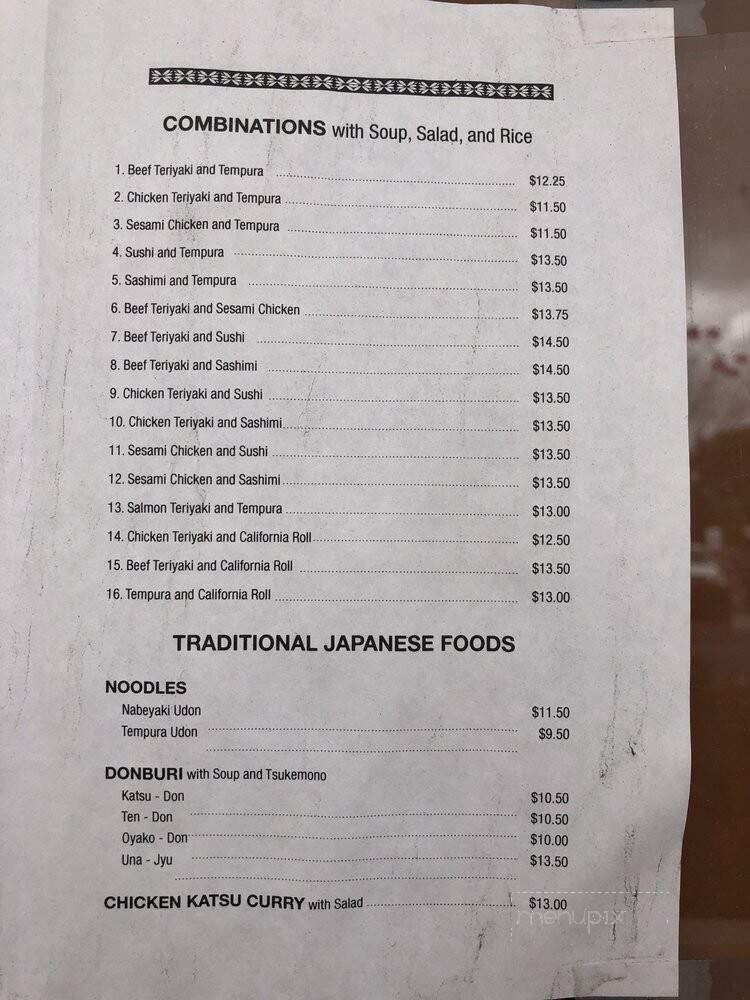 COMBINATIONS with Soup, Salad, and Rice
1. Beef Teriyaki and Tempura $12.25
2. Chicken Teriyaki and Tempura $11.50
3. Sesami Chicken and Tempura $11.50
4. Sushi and Tempura $13.50
5. Sashimi and Tempura $13.50
6. Beef Teriyaki and Sesami Chicken $13.75
7. Beef Teriyaki and Sushi $14.50
8. Beef Teriyaki and Sashimi $14.50
9. Chicken Teriyaki and Sushi $13.50
10. Chicken Teriyaki and Sashimi $13.50
11. Sesami Chicken and Sushi $13.50
12. Sesami Chicken and Sashimi $13.50
13. Salmon Teriyaki and Tempura $13.00
14. Chicken Teriyaki and California Roll $12.50
15. Beef Teriyaki and California Roll $13.50
16. Tempura and California Roll $13.00
TRADITIONAL JAPANESE FOODS
NOODLES
Nabeyaki Udon $11.50
Tempura Udon $9.50
DONBURI with Soup and Tsukemono
Katsu - Don $10.50
Ten - Don $10.50
Oyako - Don $10.00
Una - Jyu $13.50
CHICKEN KATSU CURRY with Salad $13.00
menupix